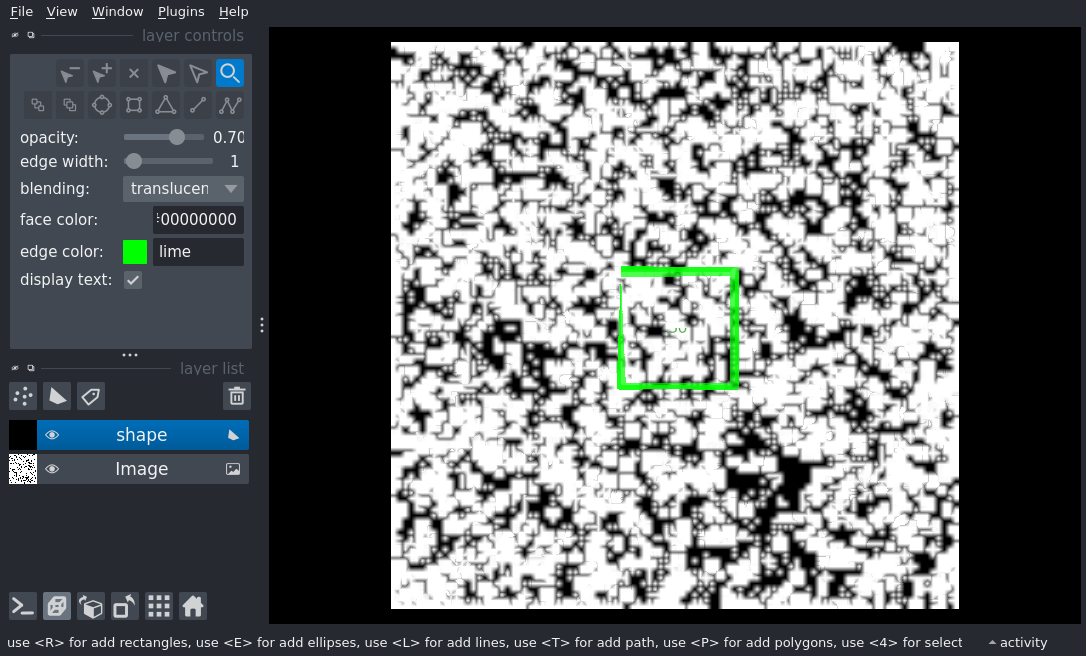 File View Window Plugins Help
layer controls
opacity: 0.70
edge width: 1
blending: translucen
face color: 00000000
edge color: lime
display text:
layer list
shape
Image
use <R> for add rectangles, use <E> for add ellipses, use <L> for add lines, use <T> for add path, use <P> for add polygons, use <4> for select
activity